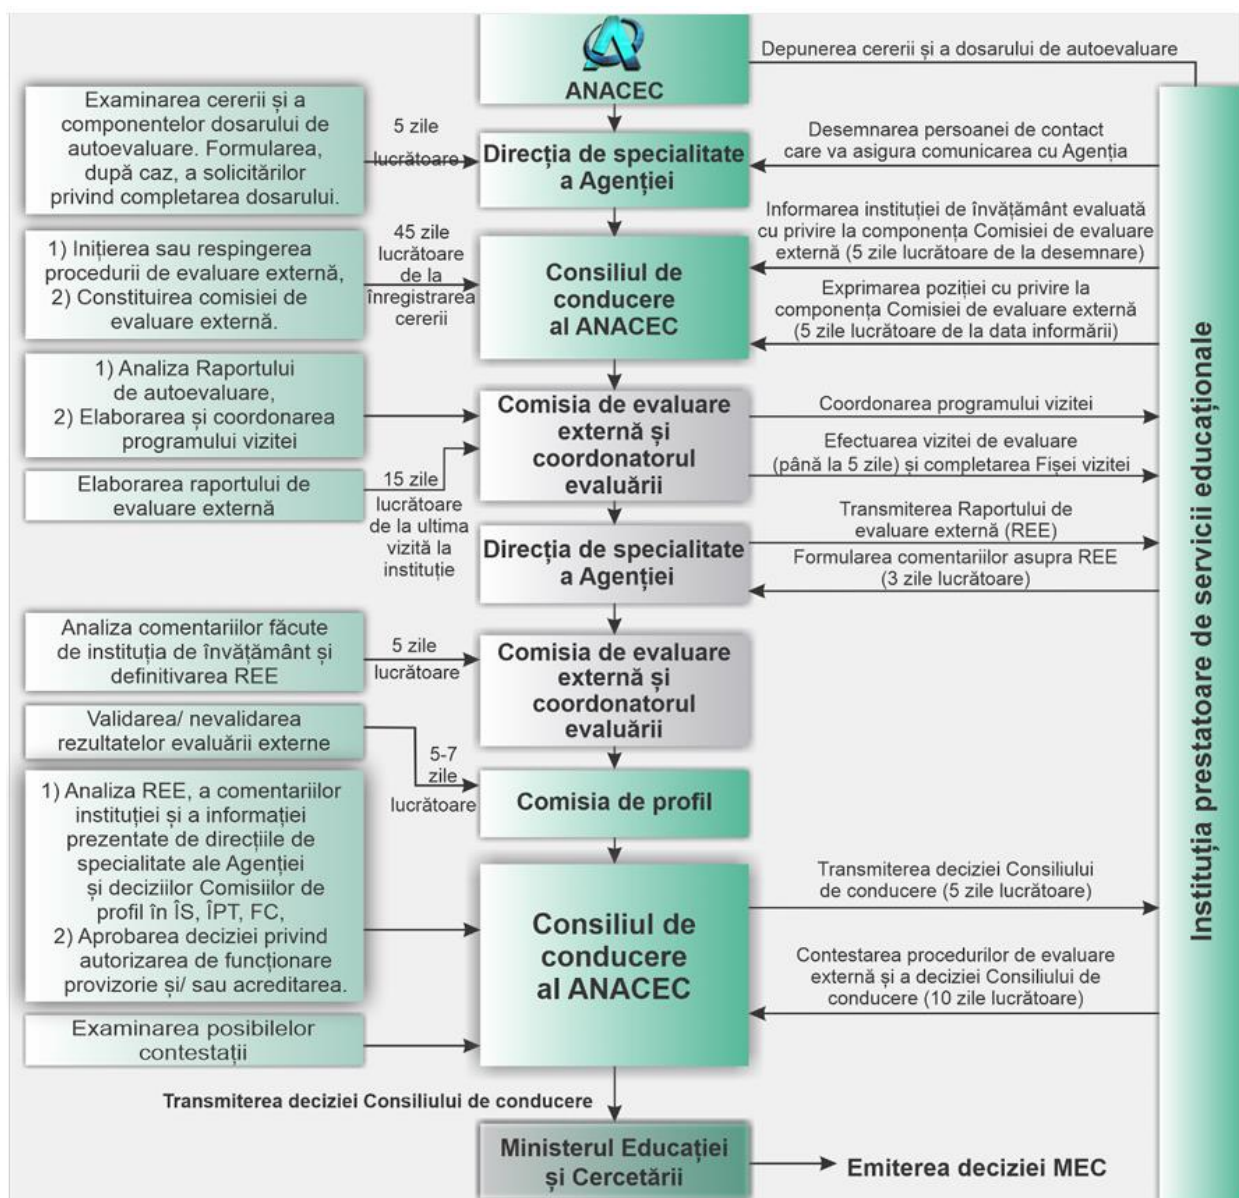 ANACEC
Depunerea cererii și a dosarului de autoevaluare
Examinarea cererii și a
componentelor dosarului de
autoevaluare. Formularea,
după caz, a solicitărilor
privind completarea dosarului.
5 zile
lucrătoare
Direcția de specialitate
a Agenției
Desemnarea persoanei de contact
care va asigura comunicarea cu Agenția
1) Inițierea sau respingerea
procedurii de evaluare externă,
2) Constituirea comisiei de
evaluare externă.
45 zile
lucrătoare
de la
înregistrarea
cererii
Consiliul de
conducere
al ANACEC
Informarea instituției de învățământ evaluată
cu privire la componența Comisiei de evaluare
externă (5 zile lucrătoare de la desemnare)
Exprimarea poziției cu privire la
componența Comisiei de evaluare externă
(5 zile lucrătoare de la data informării)
1) Analiza Raportului
de autoevaluare,
2) Elaborarea și coordonarea
programului vizitei
Elaborarea raportului de
evaluare externă
15 zile
lucrătoare
de la ultima
vizită la
instituție
Comisia de evaluare
externă și
coordonatorul
evaluării
Coordonarea programului vizitei
Efectuarea vizitei de evaluare
(până la 5 zile) și completarea Fișei vizitei
Direcția de specialitate
a Agenției
Transmiterea Raportului de
evaluare externă (REE)
Formularea comentariilor asupra REE
(3 zile lucrătoare)
Analiza comentariilor făcute
de instituția de învățământ și
definitivarea REE
5 zile
lucrătoare
Comisia de evaluare
externă și
coordonatorul
evaluării
Validarea/ nevalidarea
rezultatelor evaluării externe
5-7
zile
lucrătoare
Comisia de profil
1) Analiza REE, a comentariilor
instituției și a informației
prezentate de direcțiile de
specialitate ale Agenției
și deciziilor Comisiilor de
profil în ÎS, ÎPT, FC,
2) Aprobarea deciziei privind
autorizarea de funcționare
provizorie și/ sau acreditarea.
Examinarea posibilelor
contestații
Consiliul de
conducere
al ANACEC
Transmiterea deciziei Consiliului
de conducere (5 zile lucrătoare)
Contestarea procedurilor de evaluare
externă și a deciziei Consiliului de
conducere (10 zile lucrătoare)
Transmiterea deciziei Consiliului de conducere
Ministerul Educației
și Cercetării
Emiterea deciziei MEC
Instituția prestatoare de servicii educaționale